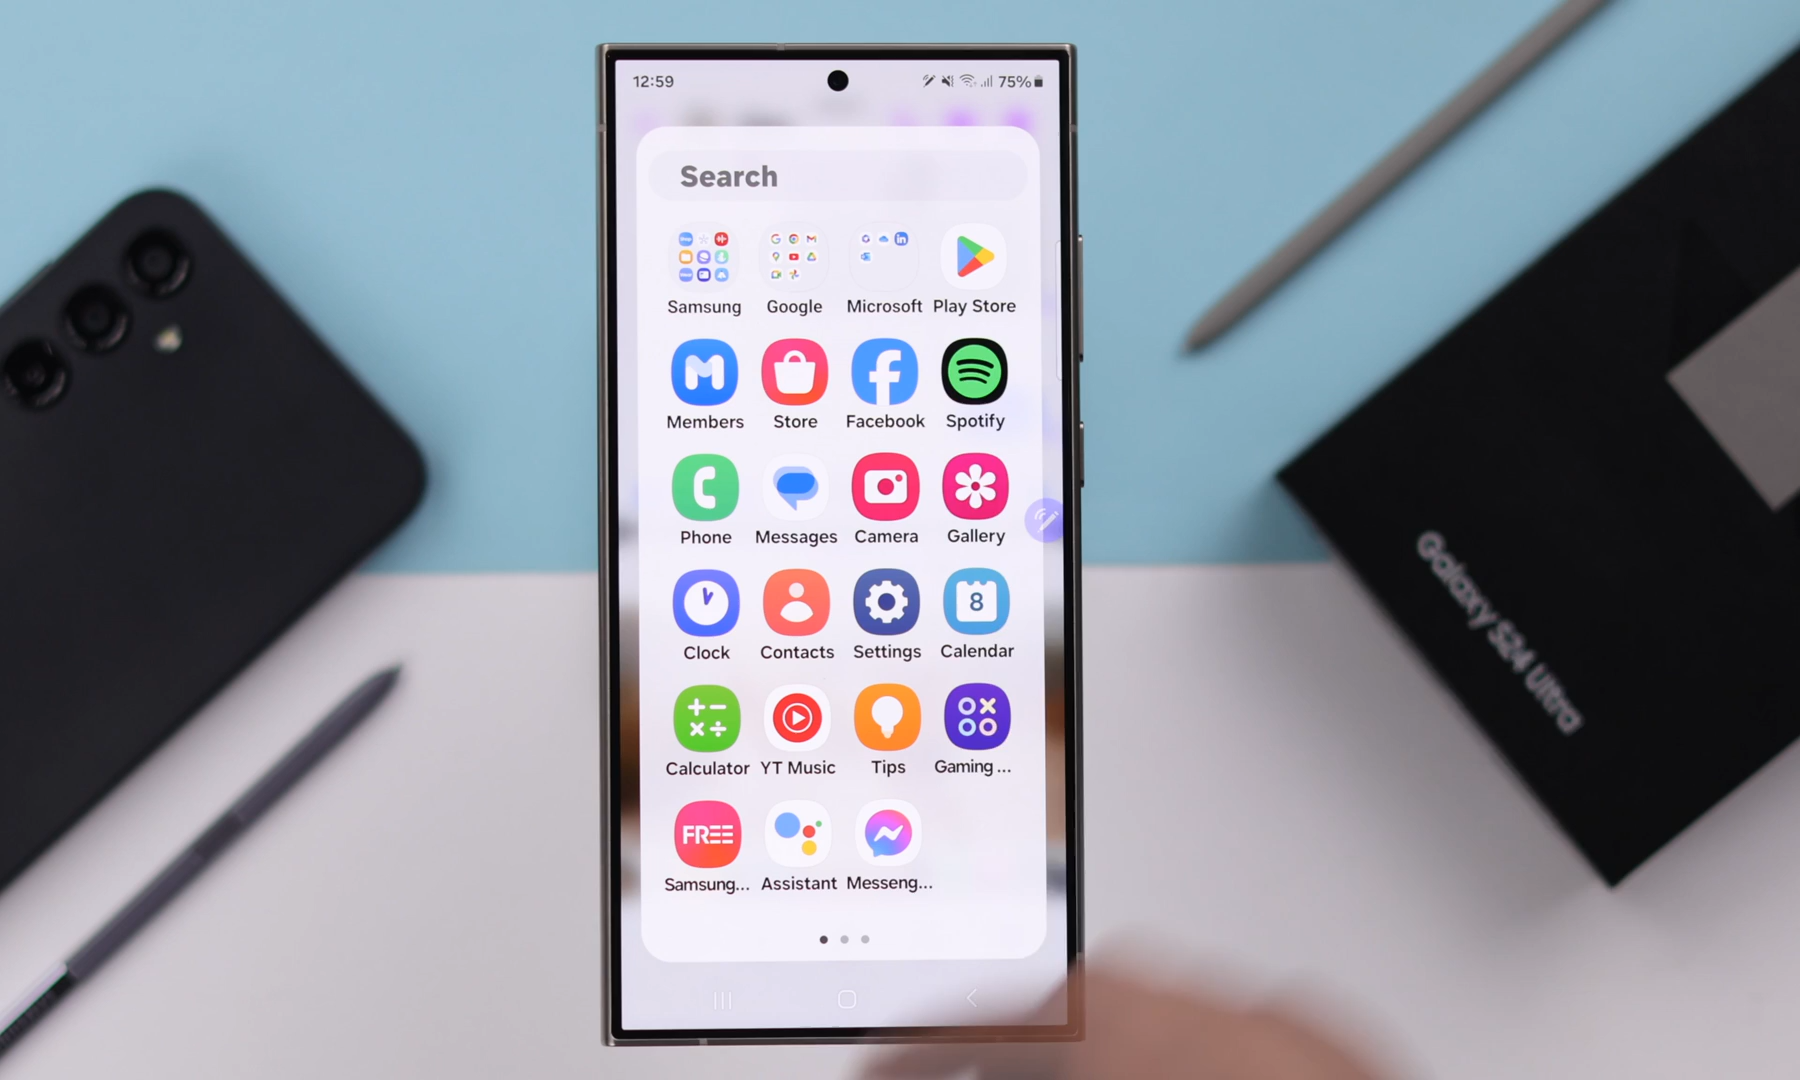 12:59
75%
Search
Samsung Google Microsoft Play Store
Members Store Facebook Spotify
Phone Messages Camera Gallery
8
Clock Contacts Settings Calendar
Calculator YT Music Tips Gaming ...
FREE
Samsung... Assistant Messeng...
Galaxy S24 Ultra